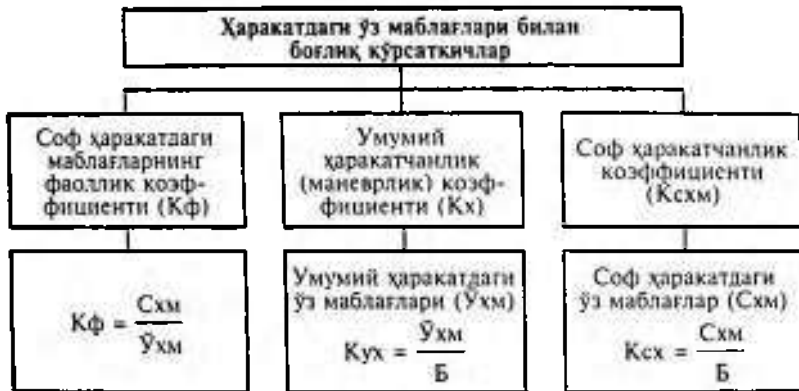 Ҳаракатдаги ўз маблағлари билан
боғлиқ кўрсаткичлар
Соф ҳаракатдаги
маблағларнинг
фаоллик коэф-
фициенти (Кф)
Умумий
ҳаракатчанлик
(маневрлик) коэф-
фициенти (Кх)
Соф ҳаракатчанлик
коэффициенти
(Ксхм)
Кф = Схм / Ўхм
Умумий ҳаракатдаги
ўз маблағлари (Ўхм)
Кух = Ўхм / Б
Соф ҳаракатдаги
ўз маблағлар (Схм)
Ксх = Схм / Б